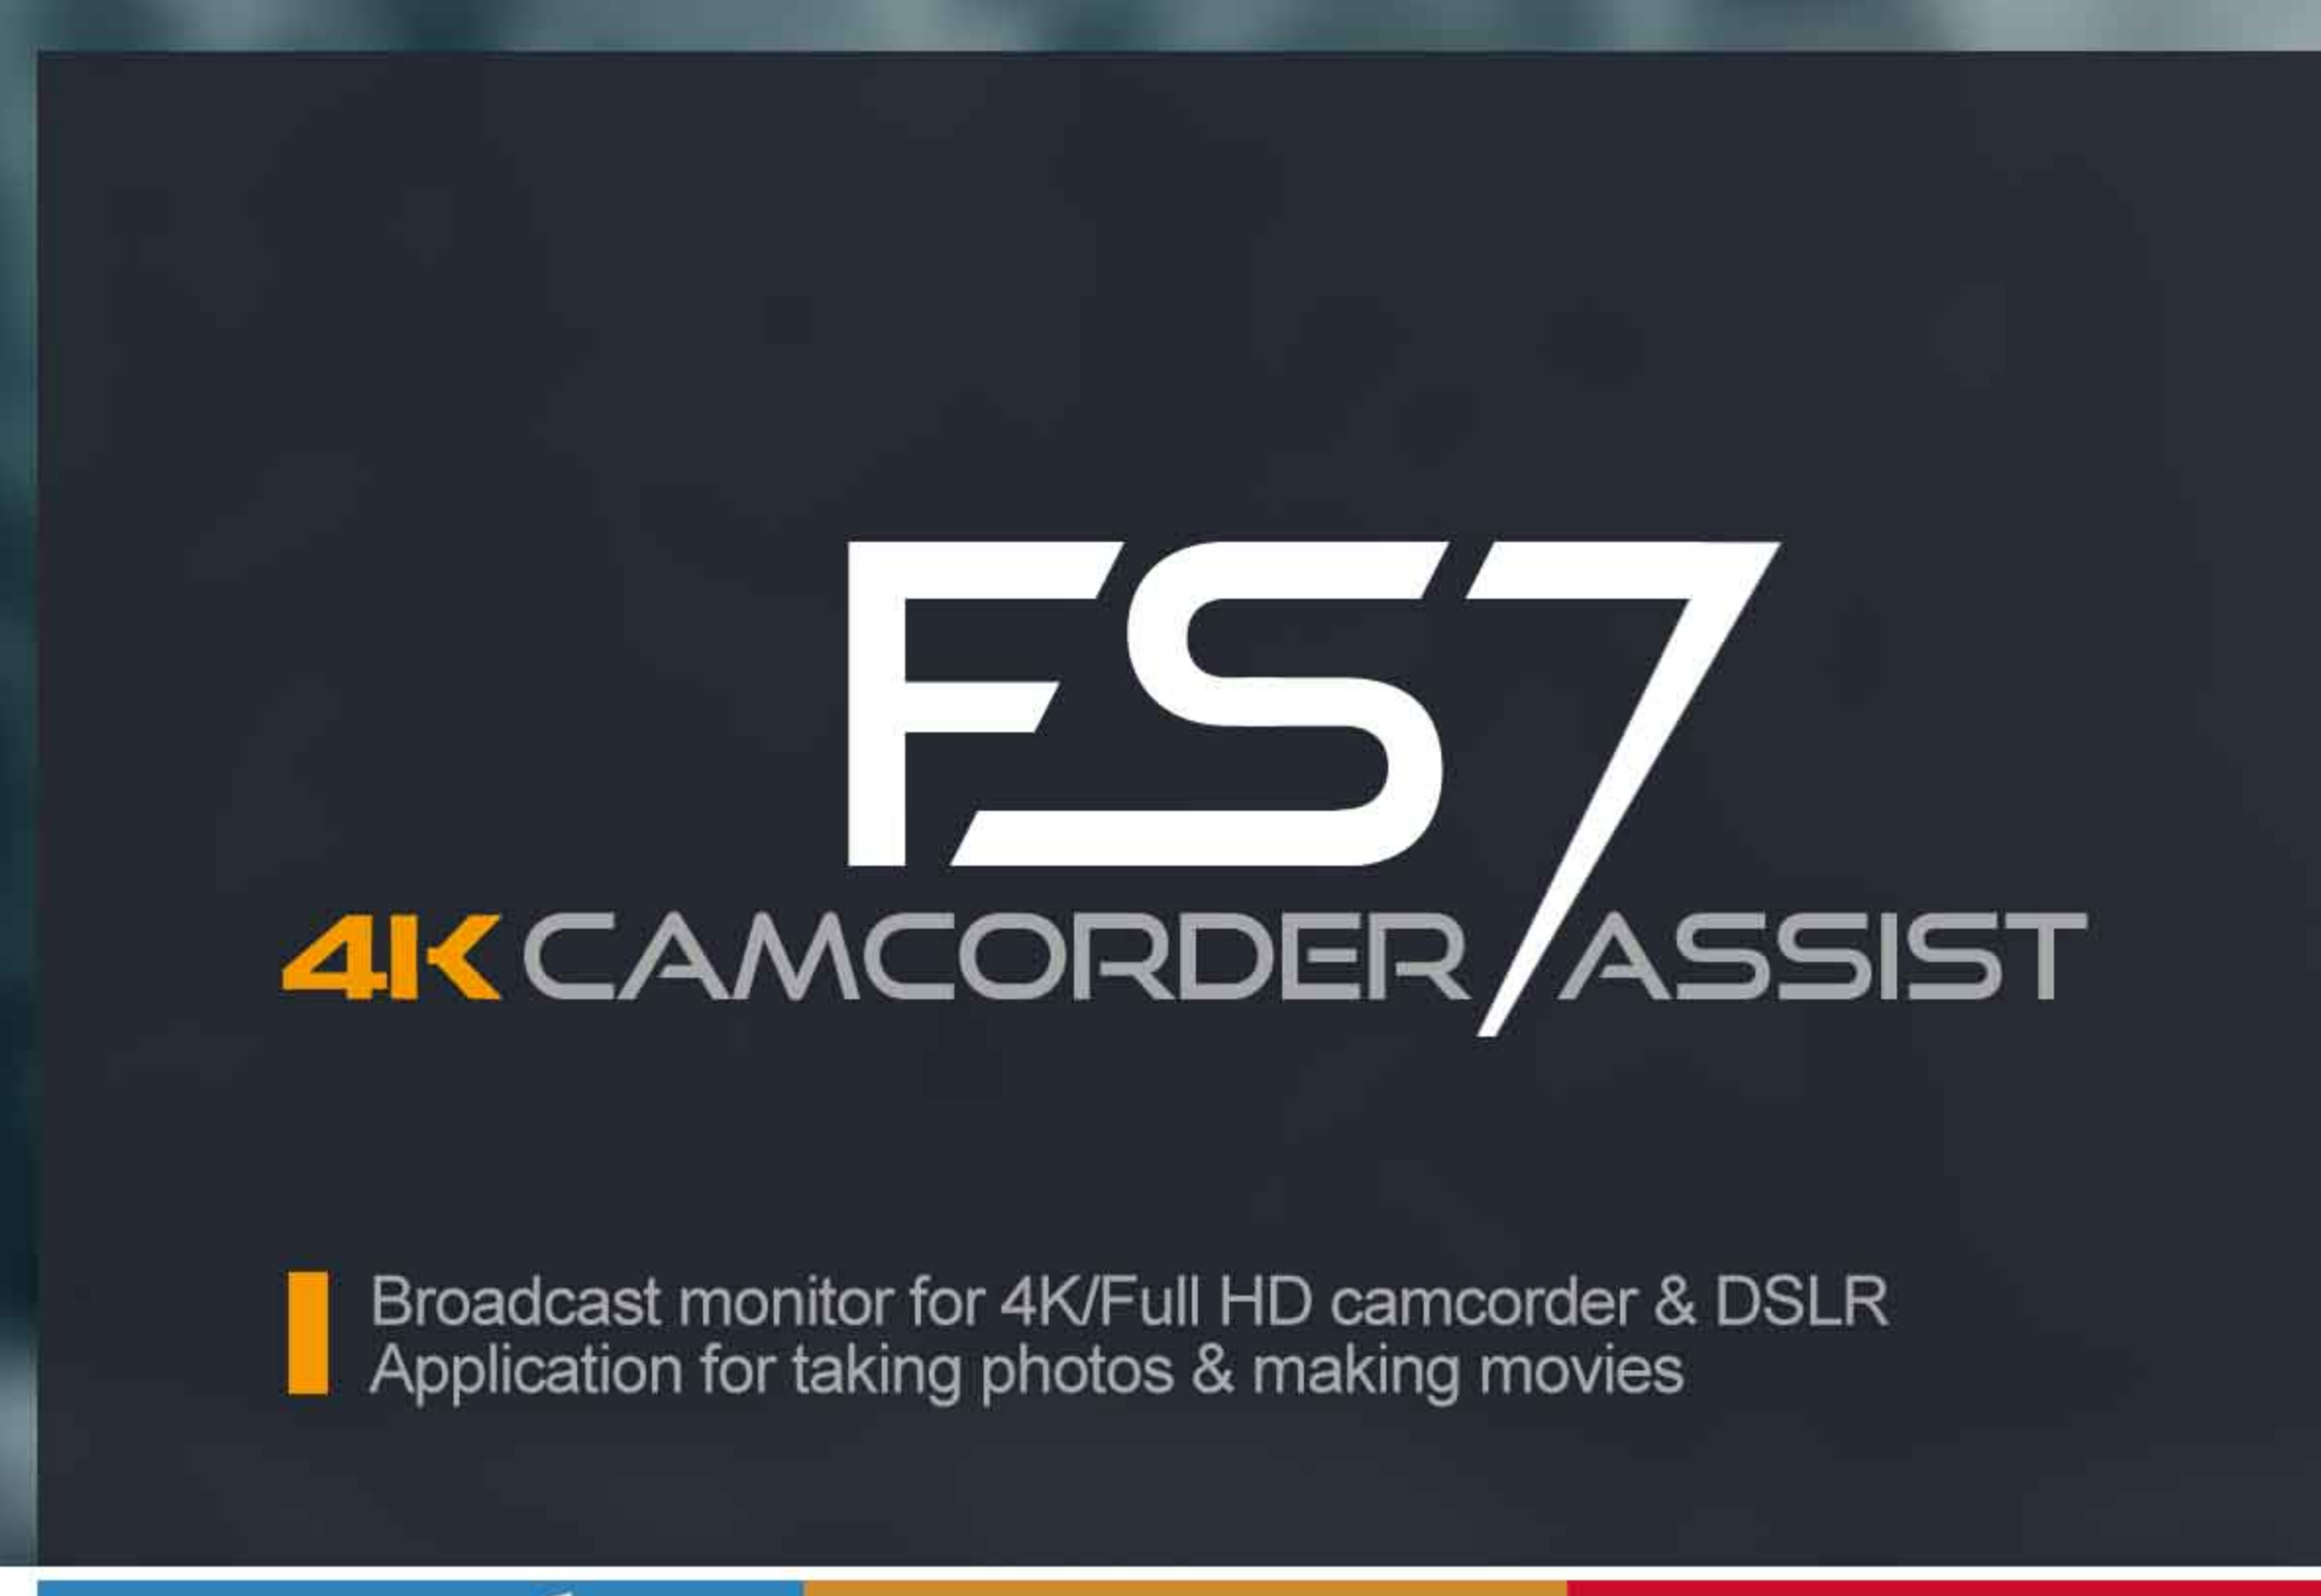 FS7
4K CAMCORDER ASSIST
Broadcast monitor for 4K/Full HD camcorder & DSLR
Application for taking photos & making movies